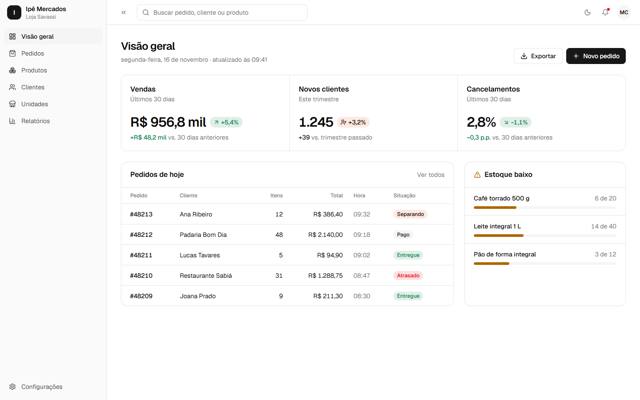 I
Ipê Mercados
Loja Savassi
Visão geral
Pedidos
Produtos
Clientes
Unidades
Relatórios
Configurações
Buscar pedido, cliente ou produto
MC
Visão geral
segunda-feira, 16 de novembro · atualizado às 09:41
Exportar
Novo pedido
Vendas
Últimos 30 dias
R$ 956,8 mil
+5,4%
+R$ 48,2 mil vs. 30 dias anteriores
Novos clientes
Este trimestre
1.245
+3,2%
+39 vs. trimestre passado
Cancelamentos
Últimos 30 dias
2,8%
-1,1%
-0,3 p.p. vs. 30 dias anteriores
Pedidos de hoje
Ver todos
Pedido Cliente Itens Total Hora Situação
#48213 Ana Ribeiro 12 R$ 386,40 09:32 Separando
#48212 Padaria Bom Dia 48 R$ 2.140,00 09:18 Pago
#48211 Lucas Tavares 5 R$ 94,90 09:02 Entregue
#48210 Restaurante Sabiá 31 R$ 1.288,75 08:47 Atrasado
#48209 Joana Prado 9 R$ 211,30 08:30 Entregue
Estoque baixo
Café torrado 500 g 6 de 20
Leite integral 1 L 14 de 40
Pão de forma integral 3 de 12